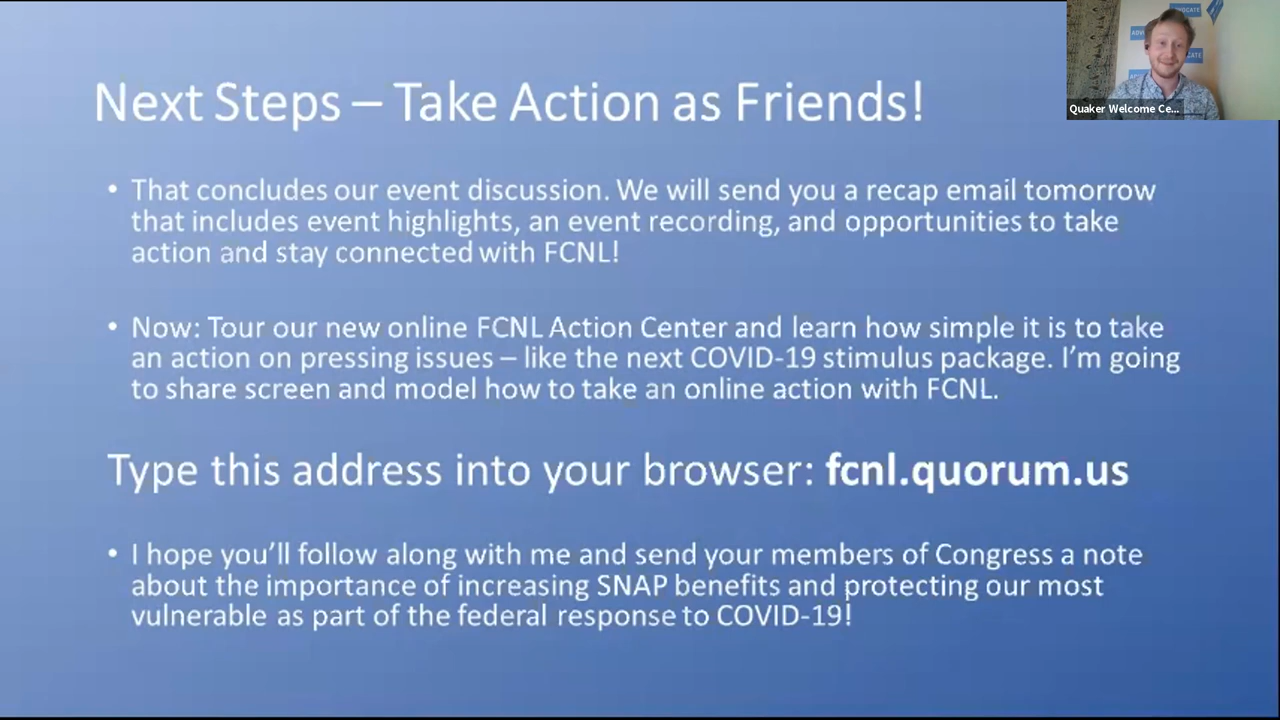 Next Steps – Take Action as Friends!
• That concludes our event discussion. We will send you a recap email tomorrow
that includes event highlights, an event recording, and opportunities to take
action and stay connected with FCNL!
• Now: Tour our new online FCNL Action Center and learn how simple it is to take
an action on pressing issues – like the next COVID-19 stimulus package. I’m going
to share screen and model how to take an online action with FCNL.
Type this address into your browser: fcnl.quorum.us
• I hope you’ll follow along with me and send your members of Congress a note
about the importance of increasing SNAP benefits and protecting our most
vulnerable as part of the federal response to COVID-19!
Quaker Welcome Ce...